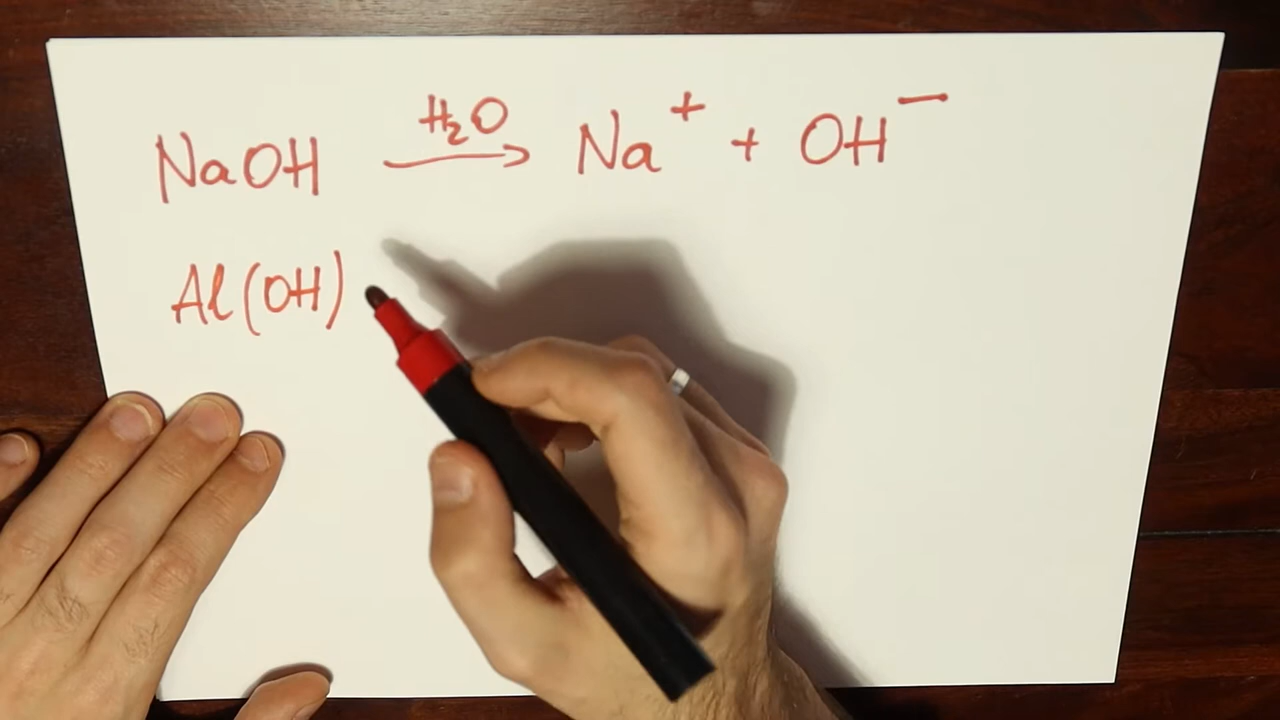 NaOH →(H₂O) Na⁺ + OH⁻
Al(OH)